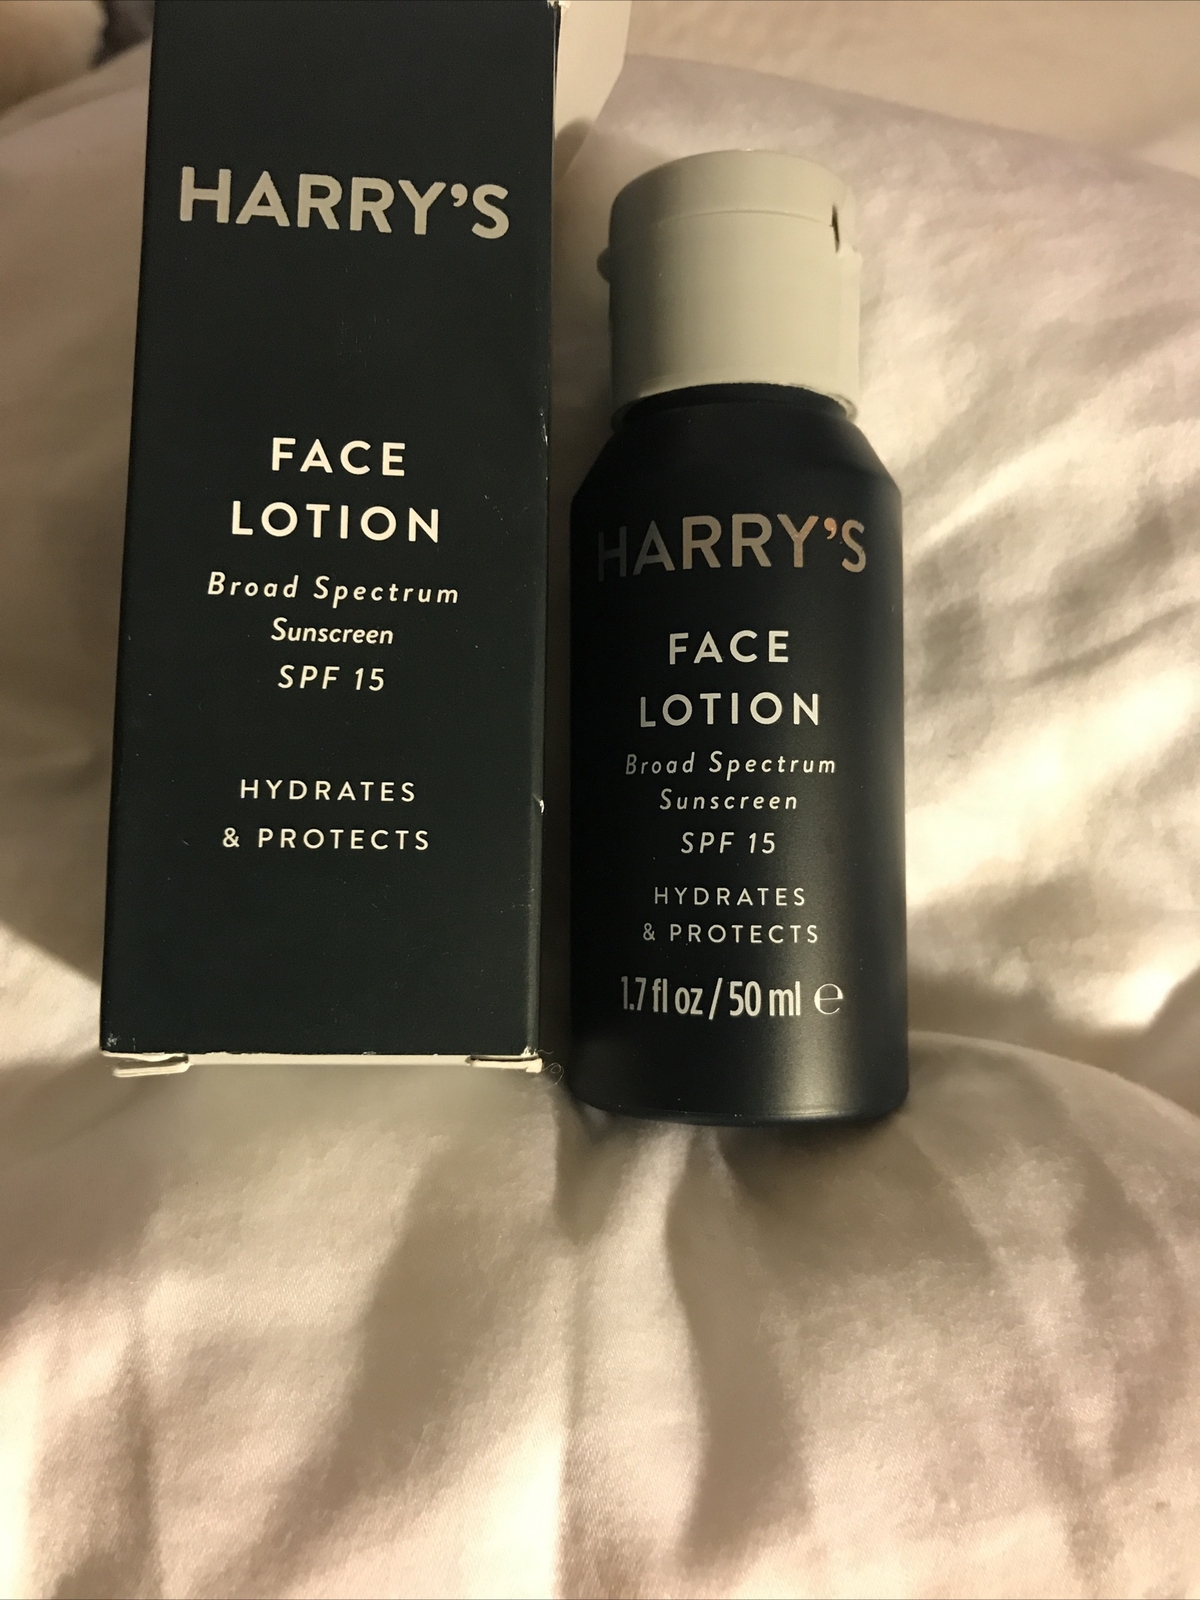 HARRY'S
FACE
LOTION
Broad Spectrum
Sunscreen
SPF 15
HYDRATES
& PROTECTS
HARRY'S
FACE
LOTION
Broad Spectrum
Sunscreen
SPF 15
HYDRATES
& PROTECTS
1.7 fl oz / 50 ml ℮